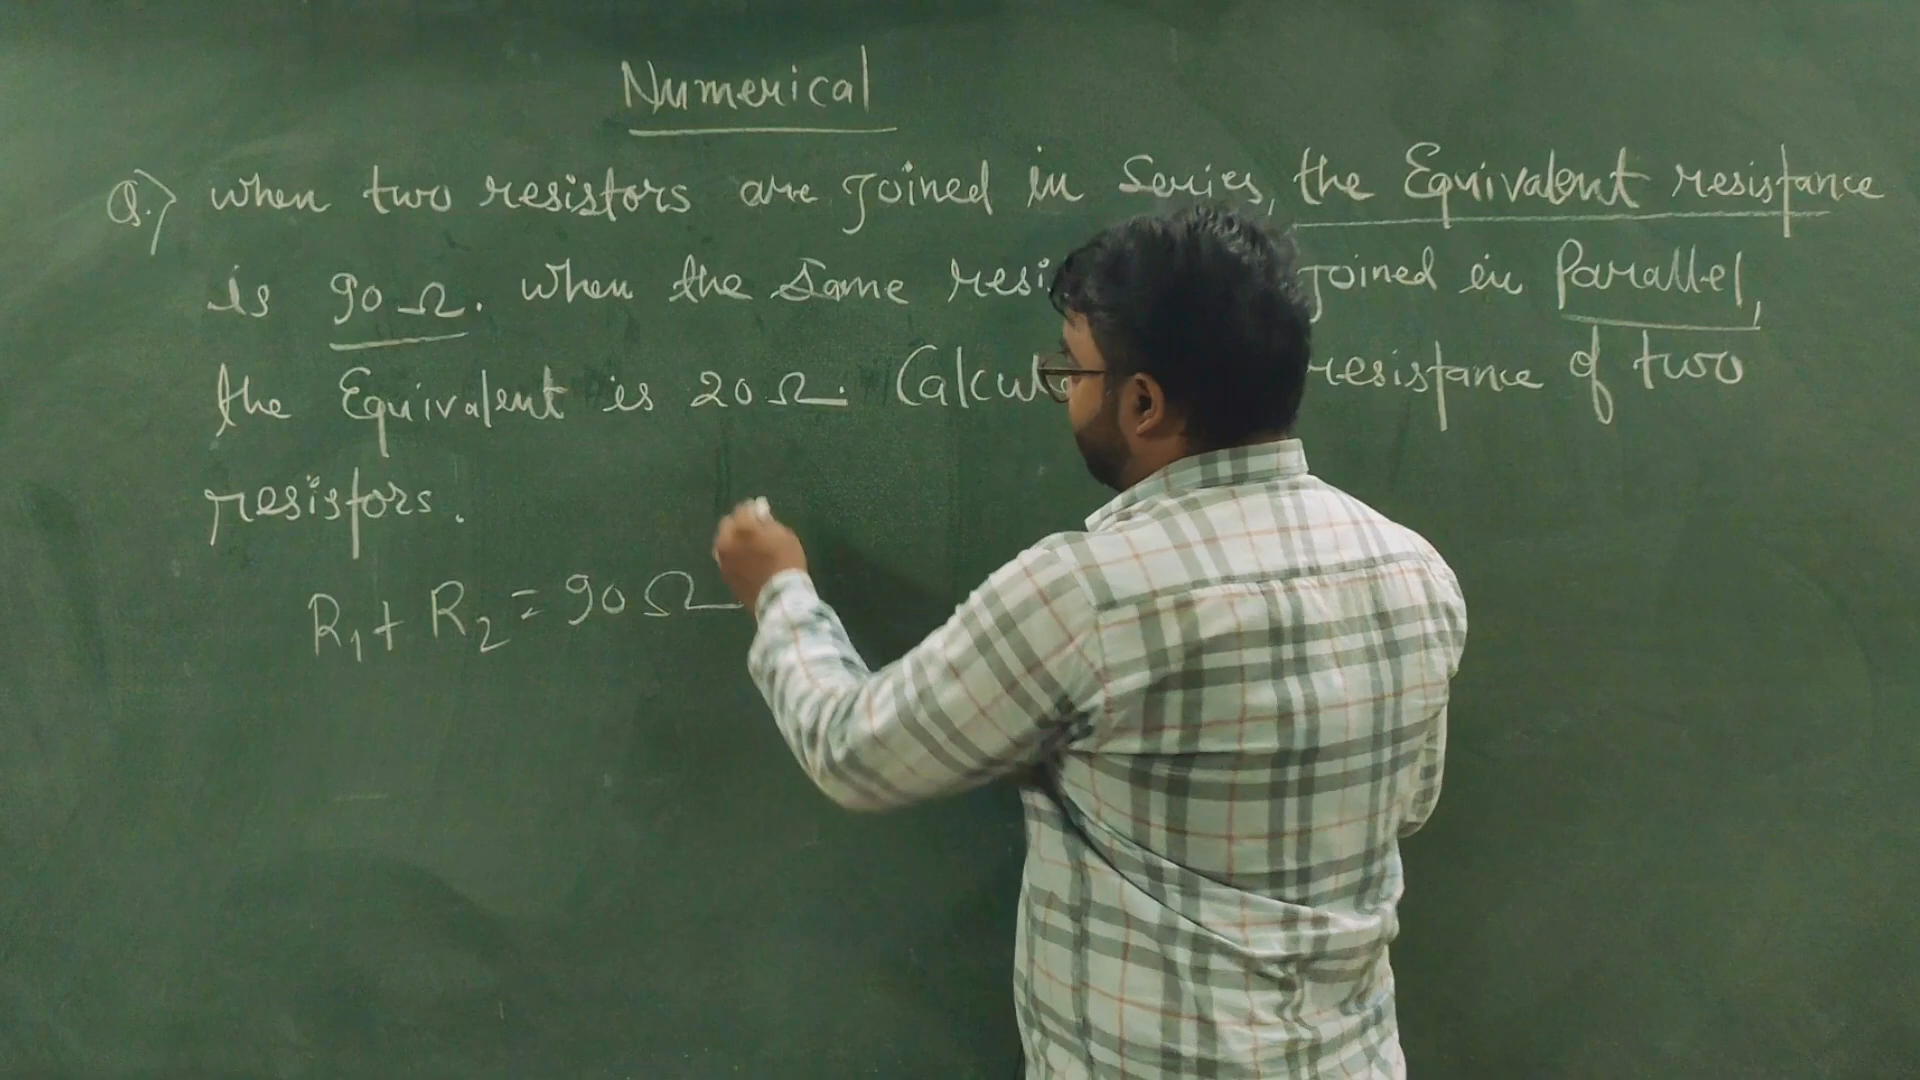 Numerical
Q.) when two resistors are joined in Series, the Equivalent resistance
is 90 Ω. when the same resi joined in Parallel,
the Equivalent is 20 Ω. Calcul resistance of two
resistors.
R₁ + R₂ = 90 Ω